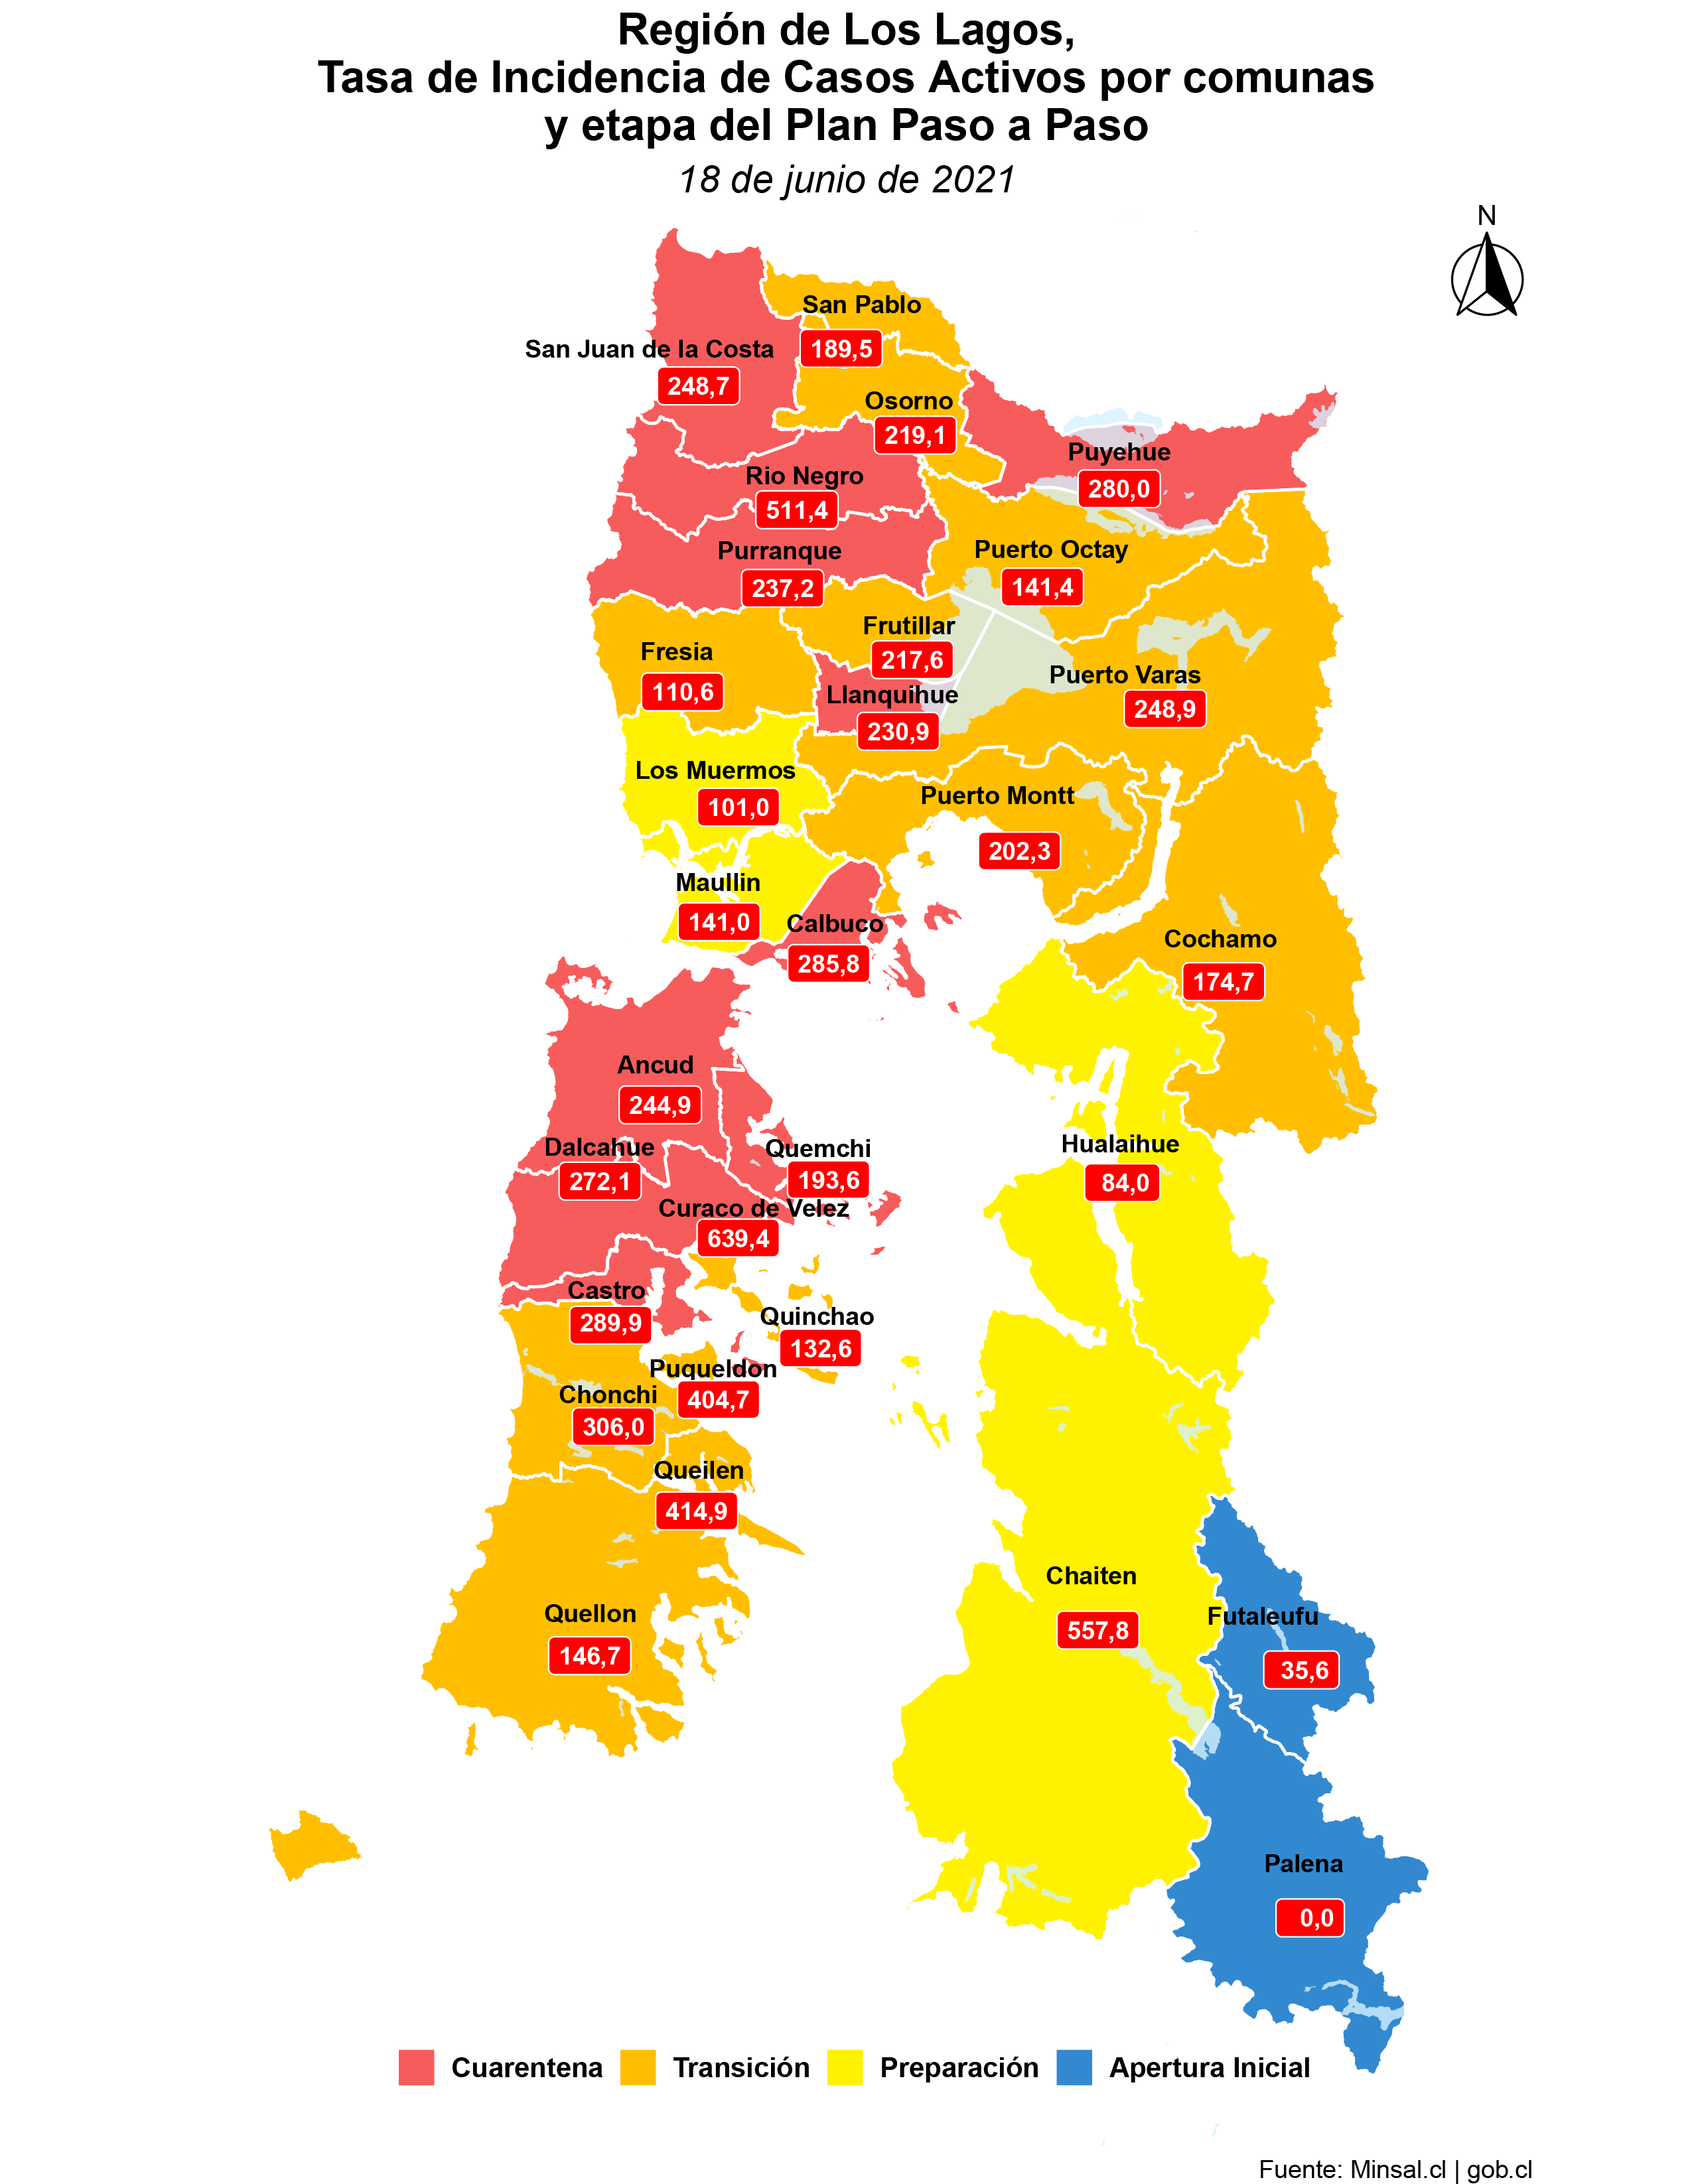 Región de Los Lagos,
Tasa de Incidencia de Casos Activos por comunas
y etapa del Plan Paso a Paso
18 de junio de 2021
N
San Pablo
189,5
San Juan de la Costa
248,7
Osorno
219,1
Puyehue
280,0
Rio Negro
511,4
Purranque
237,2
Puerto Octay
141,4
Frutillar
217,6
Fresia
110,6
Llanquihue
230,9
Puerto Varas
248,9
Los Muermos
101,0
Puerto Montt
202,3
Maullin
141,0
Calbuco
285,8
Cochamo
174,7
Ancud
244,9
Dalcahue
272,1
Quemchi
193,6
Hualaihue
84,0
Curaco de Velez
639,4
Castro
289,9
Quinchao
132,6
Puqueldon
404,7
Chonchi
306,0
Queilen
414,9
Chaiten
557,8
Quellon
146,7
Futaleufu
35,6
Palena
0,0
Cuarentena
Transición
Preparación
Apertura Inicial
Fuente: Minsal.cl | gob.cl